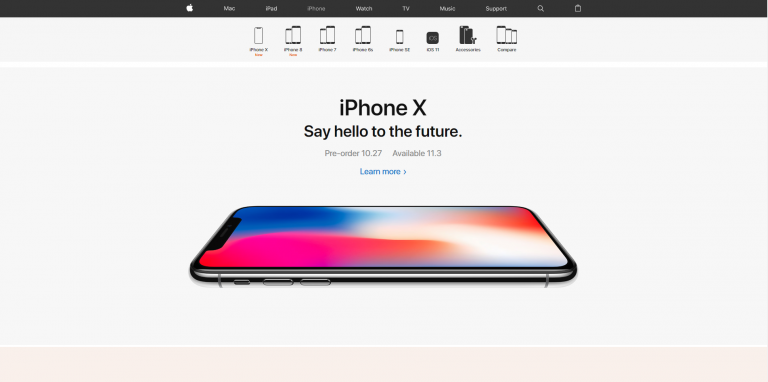 Mac iPad iPhone Watch TV Music Support
iPhone X iPhone 8 iPhone 7 iPhone 6s iPhone SE iOS 11 Accessories Compare
New New
iPhone X
Say hello to the future.
Pre-order 10.27 Available 11.3
Learn more ›